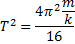 T² = 4π² m/k / 16